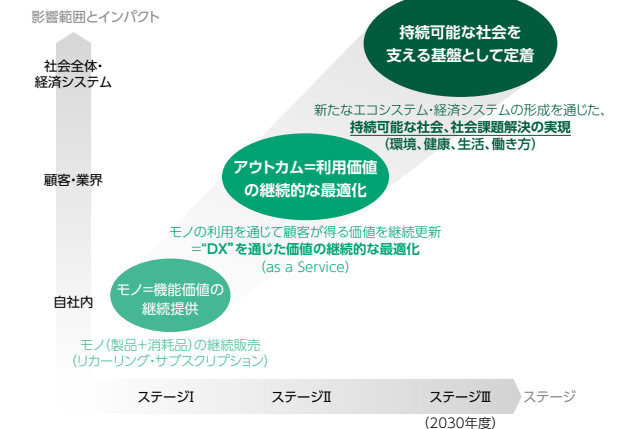 影響範囲とインパクト
持続可能な社会を
支える基盤として定着
社会全体・
経済システム
新たなエコシステム・経済システムの形成を通じた、
持続可能な社会、社会課題解決の実現
(環境、健康、生活、働き方)
アウトカム=利用価値
の継続的な最適化
顧客・業界
モノの利用を通じて顧客が得る価値を継続更新
=“DX”を通じた価値の継続的な最適化
(as a Service)
モノ=機能価値の
継続提供
自社内
モノ(製品+消耗品)の継続販売
(リカーリング・サブスクリプション)
ステージⅠ
ステージⅡ
ステージⅢ
ステージ
(2030年度)